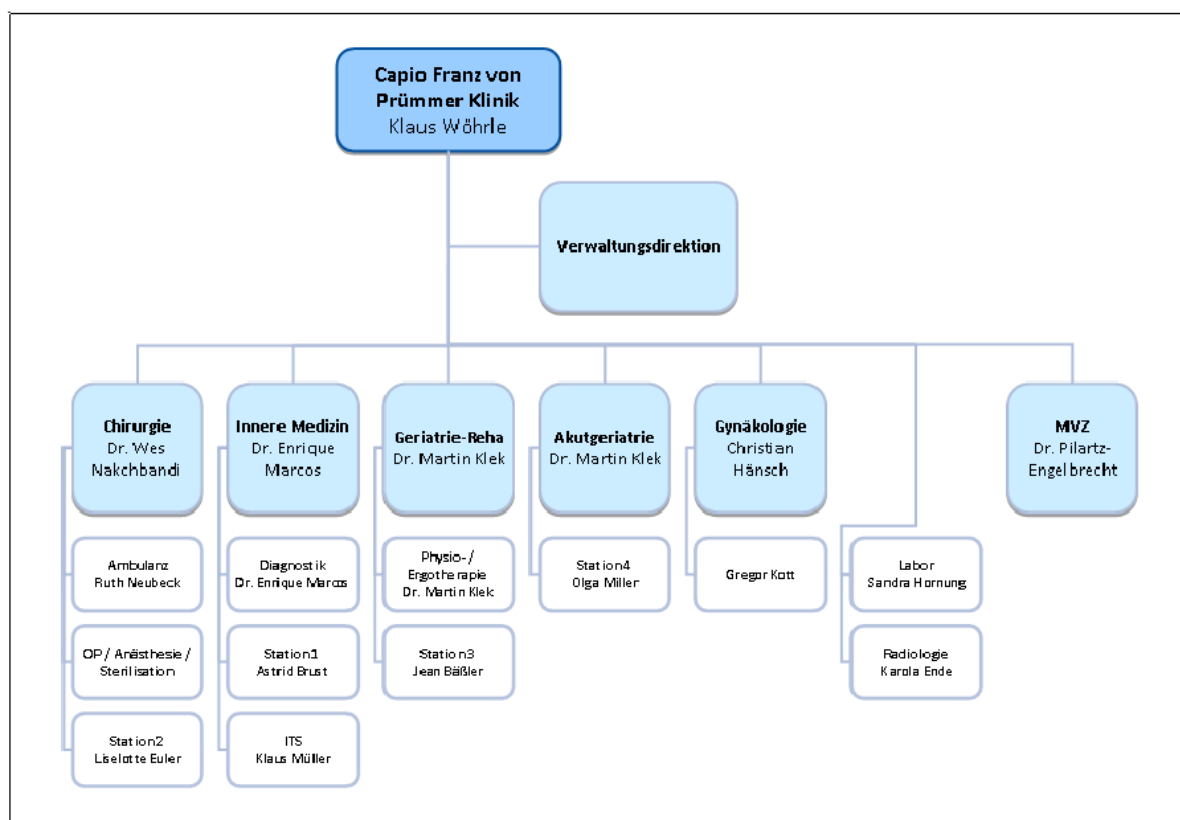 Capio Franz von
Prümmer Klinik
Klaus Wöhrle
Verwaltungsdirektion
Chirurgie
Dr. Wes
Nakchbandi
Innere Medizin
Dr. Enrique
Marcos
Geriatrie-Reha
Dr. Martin Klek
Akutgeriatrie
Dr. Martin Klek
Gynäkologie
Christian
Hänsch
MVZ
Dr. Pilartz-
Engelbrecht
Ambulanz
Ruth Neubeck
Diagnostik
Dr. Enrique Marcos
Physio-/
Ergotherapie
Dr. Martin Klek
Station4
Olga Miller
Gregor Kott
Labor
Sandra Hornung
OP / Anästhesie /
Sterilisation
Station1
Astrid Brust
Station3
Jean Bäßler
Radiologie
Karola Ende
Station2
Liselotte Euler
ITS
Klaus Müller